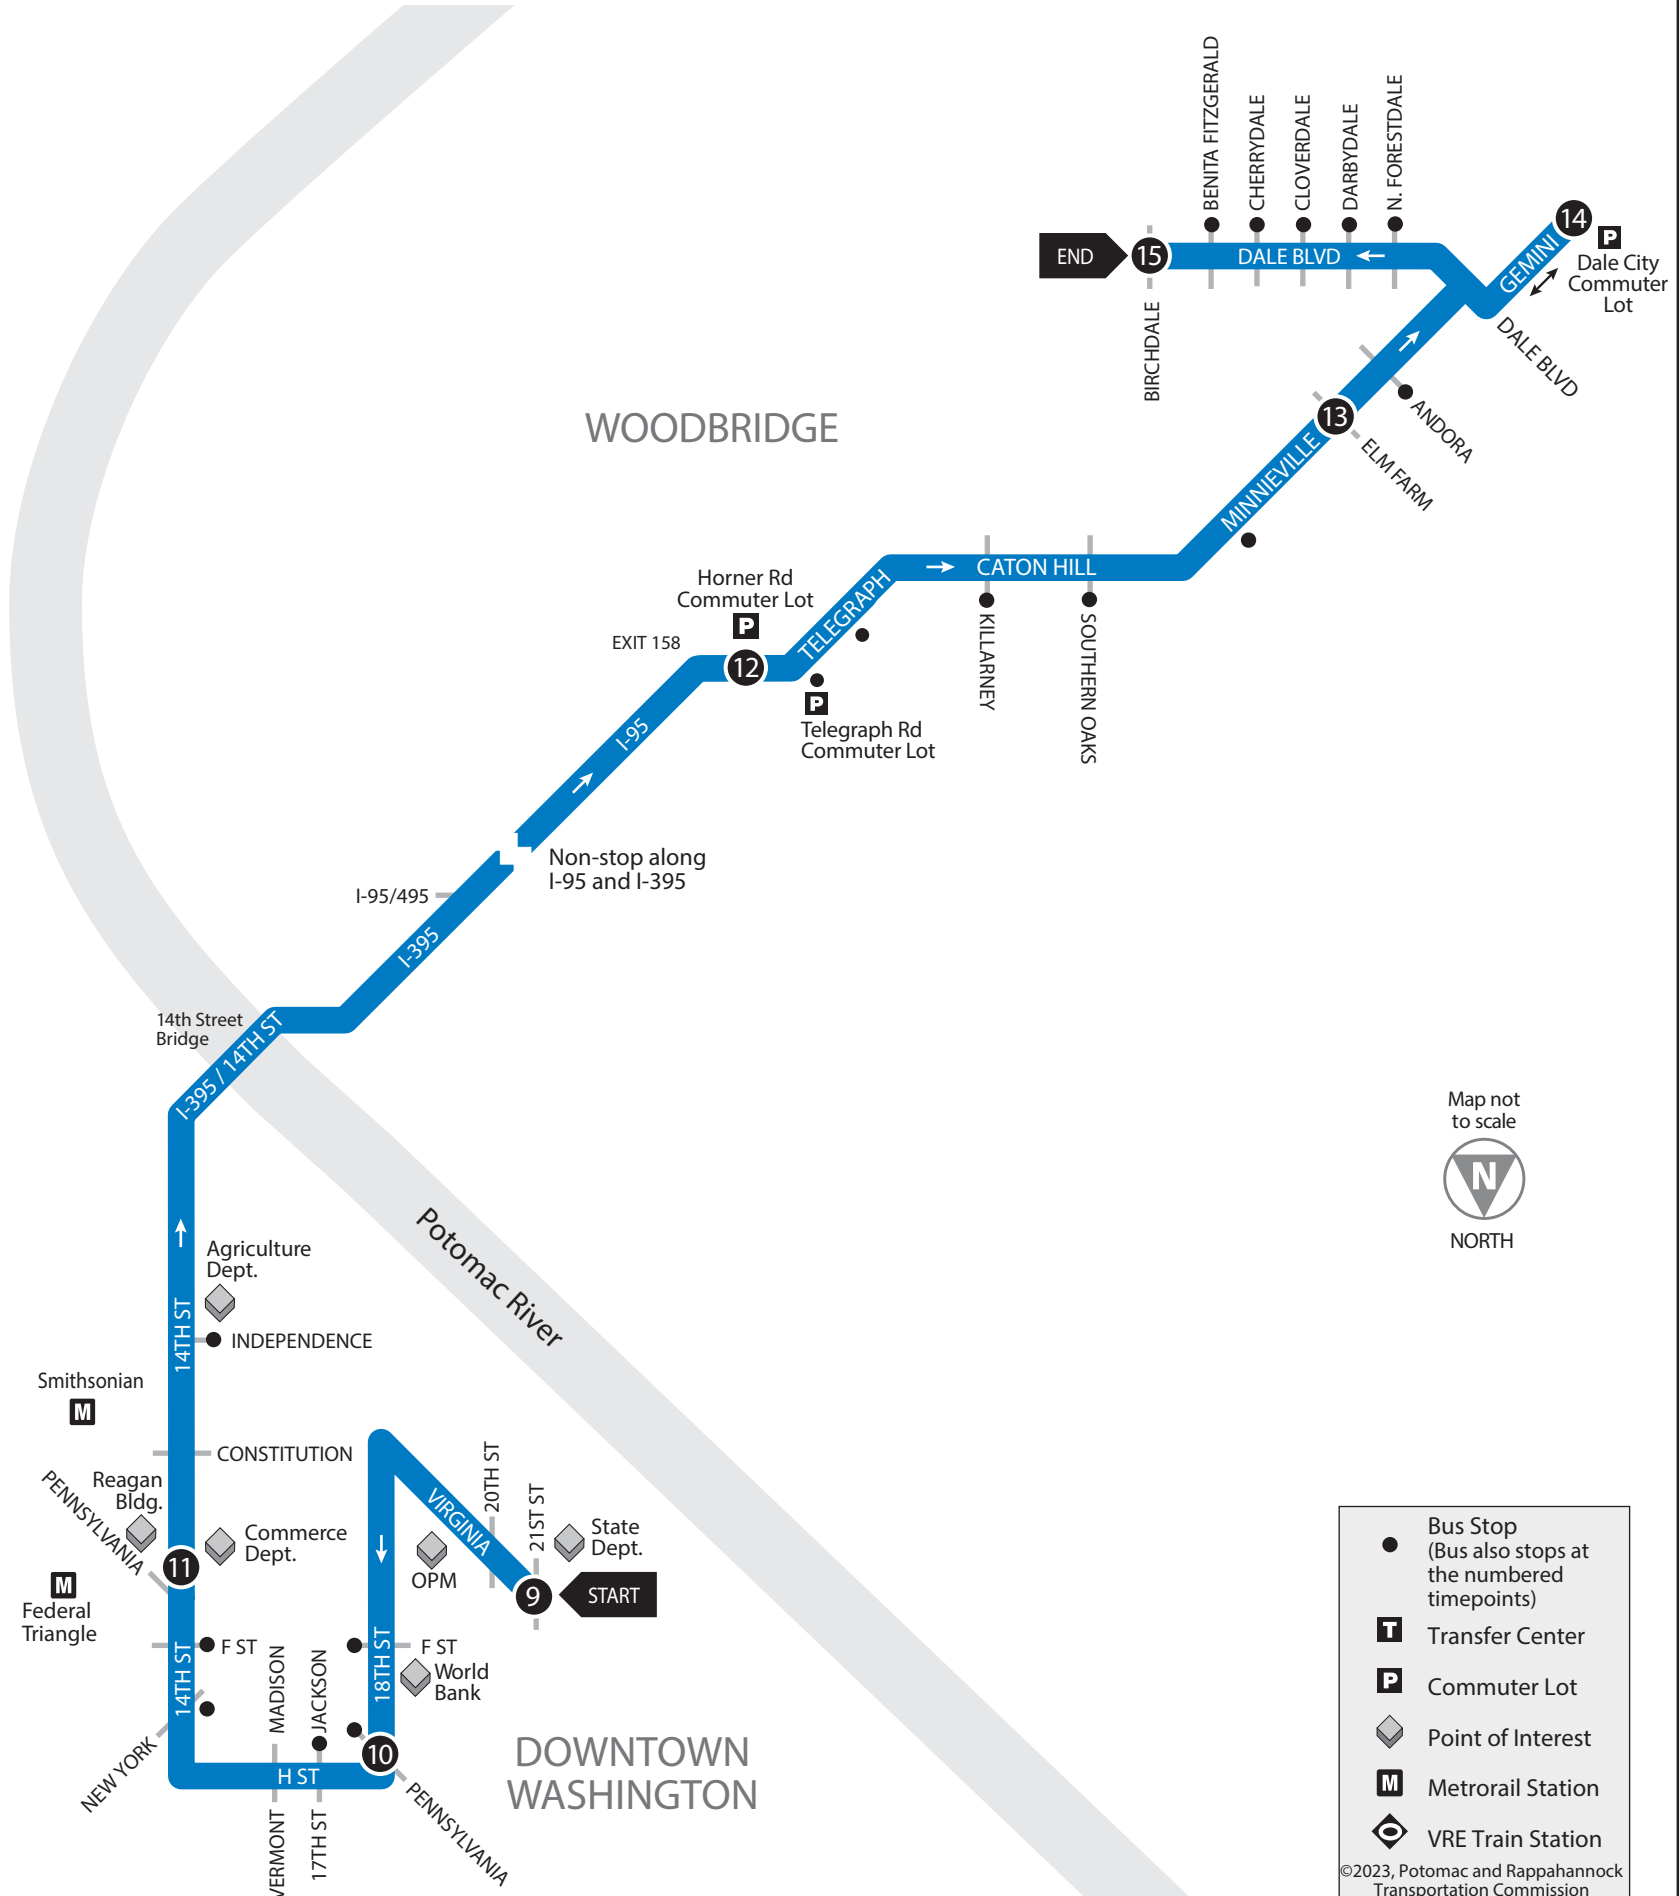 BENITA FITZGERALD
CHERRYDALE
CLOVERDALE
DARBYDALE
N. FORESTDALE
14
P
Dale City
Commuter
Lot
GEMINI
END
15
DALE BLVD
BIRCHDALE
DALE BLVD
ANDORA
13
ELM FARM
MINNIEVILLE
WOODBRIDGE
CATON HILL
KILLARNEY
SOUTHERN OAKS
Horner Rd
Commuter Lot
P
EXIT 158
12
TELEGRAPH
P
Telegraph Rd
Commuter Lot
I-95
Non-stop along
I-95 and I-395
I-95/495
I-395
14th Street
Bridge
I-395 / 14TH ST
Map not
to scale
N
NORTH
Potomac River
Agriculture
Dept.
14TH ST
INDEPENDENCE
Smithsonian
M
CONSTITUTION
Reagan
Bldg.
PENNSYLVANIA
Commerce
Dept.
11
M
Federal
Triangle
VIRGINIA
20TH ST
21ST ST
State
Dept.
OPM
9
START
F ST
14TH ST
18TH ST
F ST
World
Bank
MADISON
JACKSON
NEW YORK
10
H ST
VERMONT
17TH ST
PENNSYLVANIA
DOWNTOWN
WASHINGTON
Bus Stop
(Bus also stops at
the numbered
timepoints)
T
Transfer Center
P
Commuter Lot
Point of Interest
M
Metrorail Station
VRE Train Station
©2023, Potomac and Rappahannock
Transportation Commission